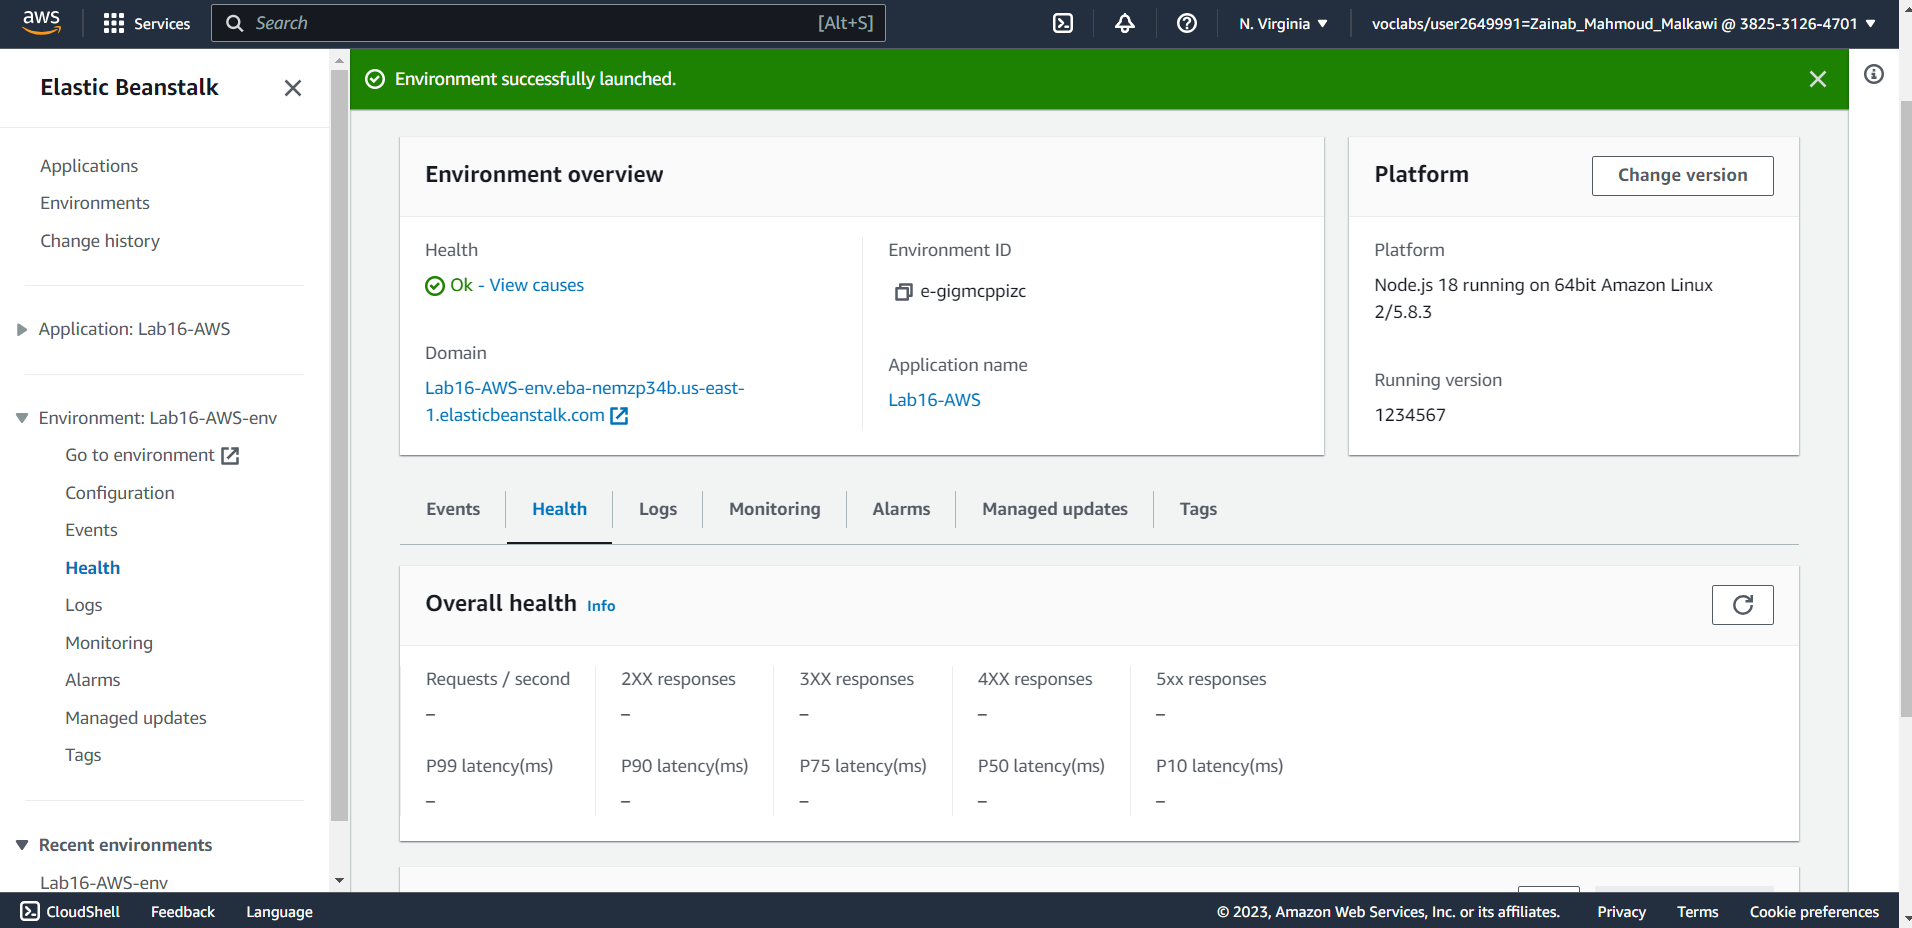 aws
Services
Search
[Alt+S]
N. Virginia
voclabs/user2649991=Zainab_Mahmoud_Malkawi @ 3825-3126-4701
Elastic Beanstalk
Applications
Environments
Change history
Application: Lab16-AWS
Environment: Lab16-AWS-env
Go to environment
Configuration
Events
Health
Logs
Monitoring
Alarms
Managed updates
Tags
Recent environments
Lab16-AWS-env
Environment successfully launched.
Environment overview
Health
Ok - View causes
Domain
Lab16-AWS-env.eba-nemzp34b.us-east-
1.elasticbeanstalk.com
Environment ID
e-gigmcppizc
Application name
Lab16-AWS
Platform
Change version
Platform
Node.js 18 running on 64bit Amazon Linux
2/5.8.3
Running version
1234567
Events
Health
Logs
Monitoring
Alarms
Managed updates
Tags
Overall health Info
Requests / second
–
2XX responses
–
3XX responses
–
4XX responses
–
5xx responses
–
P99 latency(ms)
–
P90 latency(ms)
–
P75 latency(ms)
–
P50 latency(ms)
–
P10 latency(ms)
–
CloudShell
Feedback
Language
© 2023, Amazon Web Services, Inc. or its affiliates.
Privacy
Terms
Cookie preferences